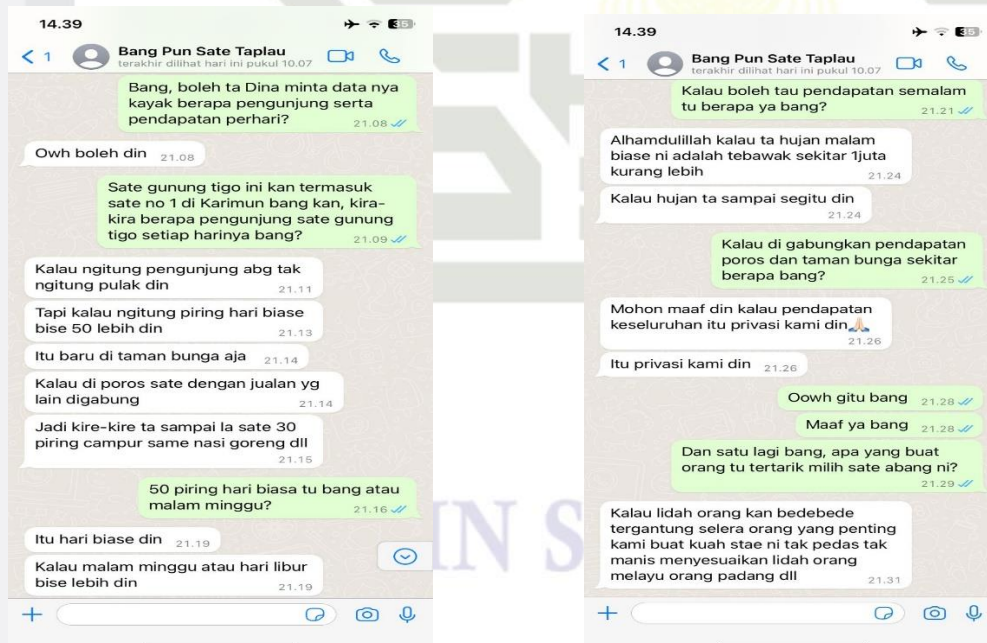 14.39
35
1
Bang Pun Sate Taplau
terakhir dilihat hari ini pukul 10.07
Bang, boleh ta Dina minta data nya
kayak berapa pengunjung serta
pendapatan perhari?
21.08
Owh boleh din 21.08
Sate gunung tigo ini kan termasuk
sate no 1 di Karimun bang kan, kira-
kira berapa pengunjung sate gunung
tigo setiap harinya bang?
21.09
Kalau ngitung pengunjung abg tak
ngitung pulak din
21.11
Tapi kalau ngitung piring hari biase
bise 50 lebih din
21.13
Itu baru di taman bunga aja 21.14
Kalau di poros sate dengan jualan yg
lain digabung
21.14
Jadi kire-kire ta sampai la sate 30
piring campur same nasi goreng dll
21.15
50 piring hari biasa tu bang atau
malam minggu?
21.16
Itu hari biase din 21.19
Kalau malam minggu atau hari libur
bise lebih din
21.19
14.39
35
1
Bang Pun Sate Taplau
terakhir dilihat hari ini pukul 10.07
Kalau boleh tau pendapatan semalam
tu berapa ya bang?
21.21
Alhamdulillah kalau ta hujan malam
biase ni adalah tebawak sekitar 1juta
kurang lebih
21.24
Kalau hujan ta sampai segitu din
21.24
Kalau di gabungkan pendapatan
poros dan taman bunga sekitar
berapa bang?
21.25
Mohon maaf din kalau pendapatan
keseluruhan itu privasi kami din🙏🏻
21.26
Itu privasi kami din 21.26
Oowh gitu bang 21.28
Maaf ya bang 21.28
Dan satu lagi bang, apa yang buat
orang tu tertarik milih sate abang ni?
21.29
Kalau lidah orang kan bedebede
tergantung selera orang yang penting
kami buat kuah stae ni tak pedas tak
manis menyesuaikan lidah orang
melayu orang padang dll
21.31
IN S